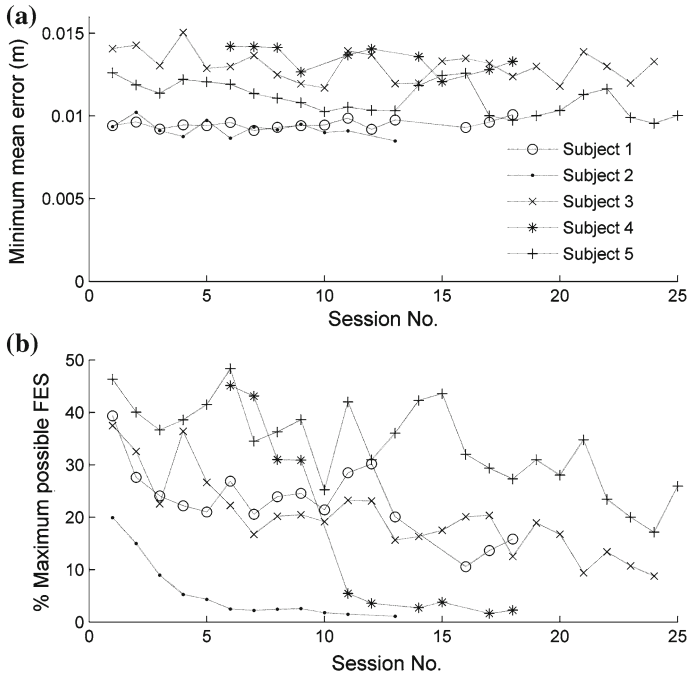 (a)
Minimum mean error (m)
0.015
0.01
0.005
0
0 5 10 15 20 25
Session No.
Subject 1
Subject 2
Subject 3
Subject 4
Subject 5
(b)
% Maximum possible FES
50
40
30
20
10
0
0 5 10 15 20 25
Session No.